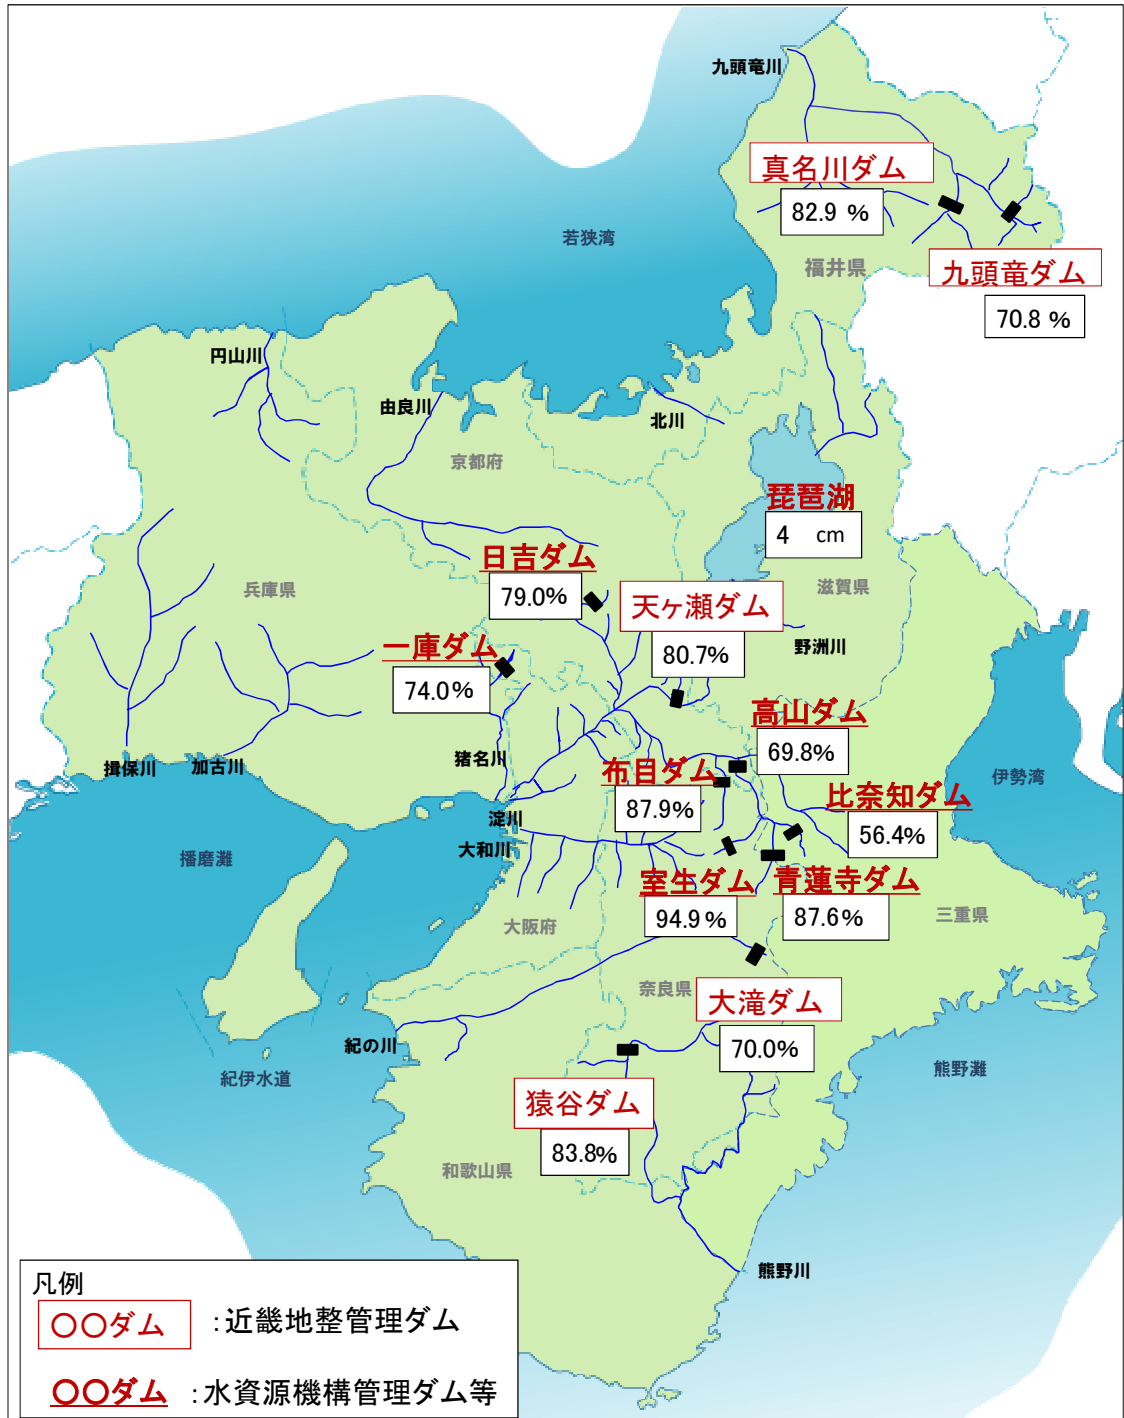 九頭竜川
真名川ダム
82.9 %
若狭湾
福井県
九頭竜ダム
70.8 %
円山川
由良川
北川
京都府
琵琶湖
4 cm
日吉ダム
79.0%
兵庫県
天ヶ瀬ダム
80.7%
滋賀県
野洲川
一庫ダム
74.0%
高山ダム
69.8%
揖保川
加古川
猪名川
布目ダム
87.9%
伊勢湾
比奈知ダム
56.4%
淀川
大和川
播磨灘
室生ダム
94.9 %
青蓮寺ダム
87.6%
大阪府
三重県
奈良県
大滝ダム
70.0%
紀の川
紀伊水道
熊野灘
猿谷ダム
83.8%
和歌山県
熊野川
凡例
〇〇ダム :近畿地整管理ダム
〇〇ダム :水資源機構管理ダム等